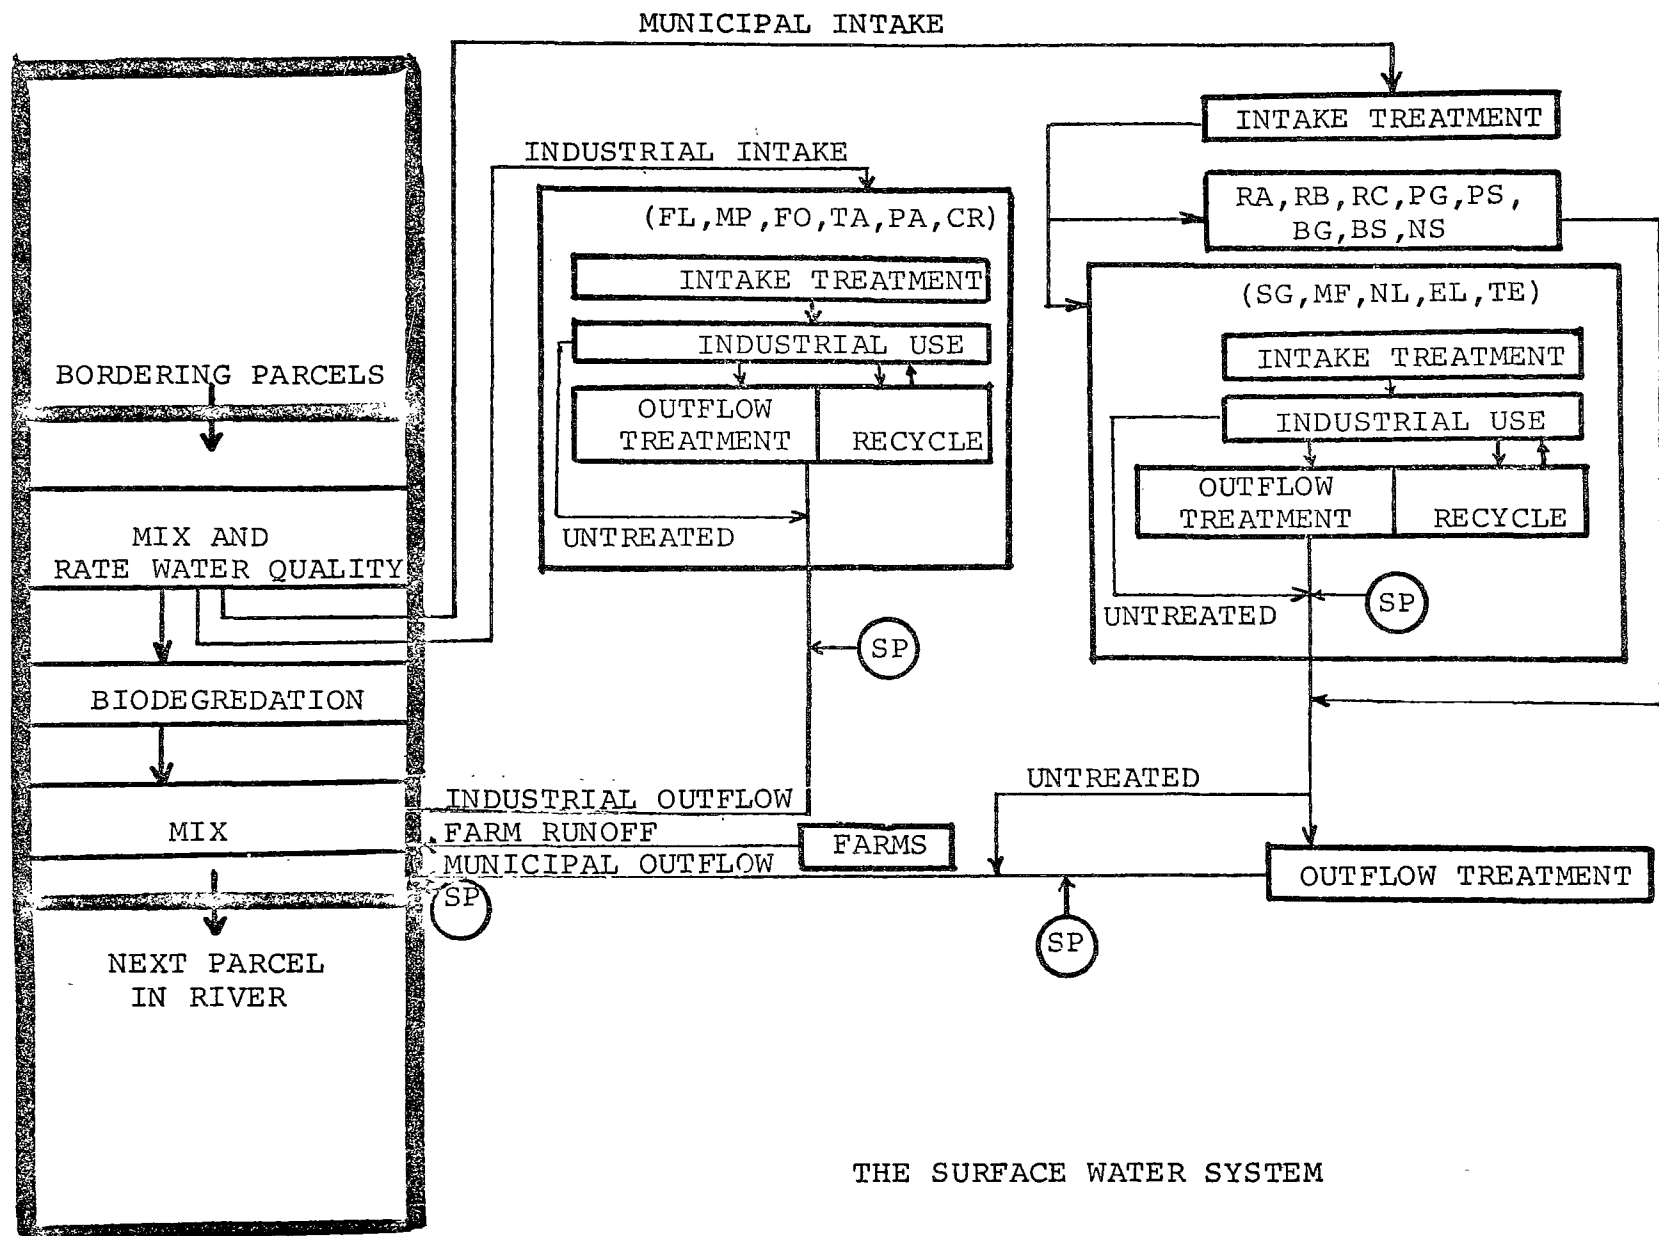 MUNICIPAL INTAKE
INTAKE TREATMENT
INDUSTRIAL INTAKE
(FL,MP,FO,TA,PA,CR)
RA,RB,RC,PG,PS,
BG,BS,NS
INTAKE TREATMENT
(SG,MF,NL,EL,TE)
INDUSTRIAL USE
INTAKE TREATMENT
BORDERING PARCELS
OUTFLOW
TREATMENT
RECYCLE
INDUSTRIAL USE
OUTFLOW
TREATMENT
RECYCLE
MIX AND
RATE WATER QUALITY
UNTREATED
UNTREATED
SP
SP
BIODEGREDATION
UNTREATED
INDUSTRIAL OUTFLOW
MIX
FARM RUNOFF
FARMS
MUNICIPAL OUTFLOW
OUTFLOW TREATMENT
SP
SP
NEXT PARCEL
IN RIVER
THE SURFACE WATER SYSTEM